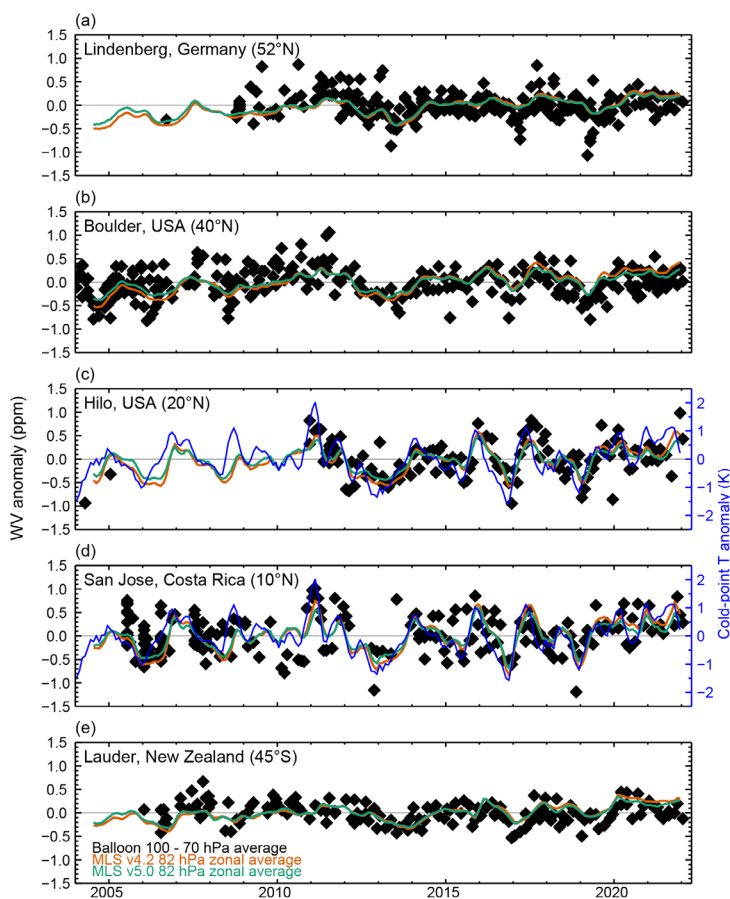 (a)
Lindenberg, Germany (52°N)
1.5
1.0
0.5
0.0
−0.5
−1.0
−1.5
(b)
Boulder, USA (40°N)
1.5
1.0
0.5
0.0
−0.5
−1.0
−1.5
(c)
Hilo, USA (20°N)
1.5
1.0
0.5
0.0
−0.5
−1.0
−1.5
2
1
0
−1
−2
WV anomaly (ppm)
Cold-point T anomaly (K)
(d)
San Jose, Costa Rica (10°N)
1.5
1.0
0.5
0.0
−0.5
−1.0
−1.5
2
1
0
−1
−2
(e)
Lauder, New Zealand (45°S)
1.5
1.0
0.5
0.0
−0.5
−1.0
−1.5
Balloon 100 - 70 hPa average
MLS v4.2 82 hPa zonal average
MLS v5.0 82 hPa zonal average
2005 2010 2015 2020